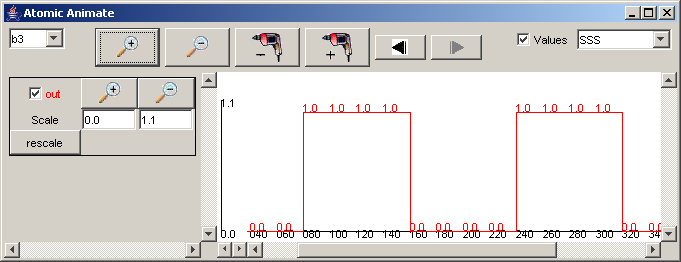 Atomic Animate
b3
Values SSS
out
Scale 0.0 1.1
rescale
1.1
1.0 1.0 1.0 1.0 1.0 1.0 1.0 1.0
0.0 0.0 0.0 0.0 0.0 0.0 0.0 0.0
0.0 040 060 080 100 120 140 160 180 200 220 240 260 280 300 320 34